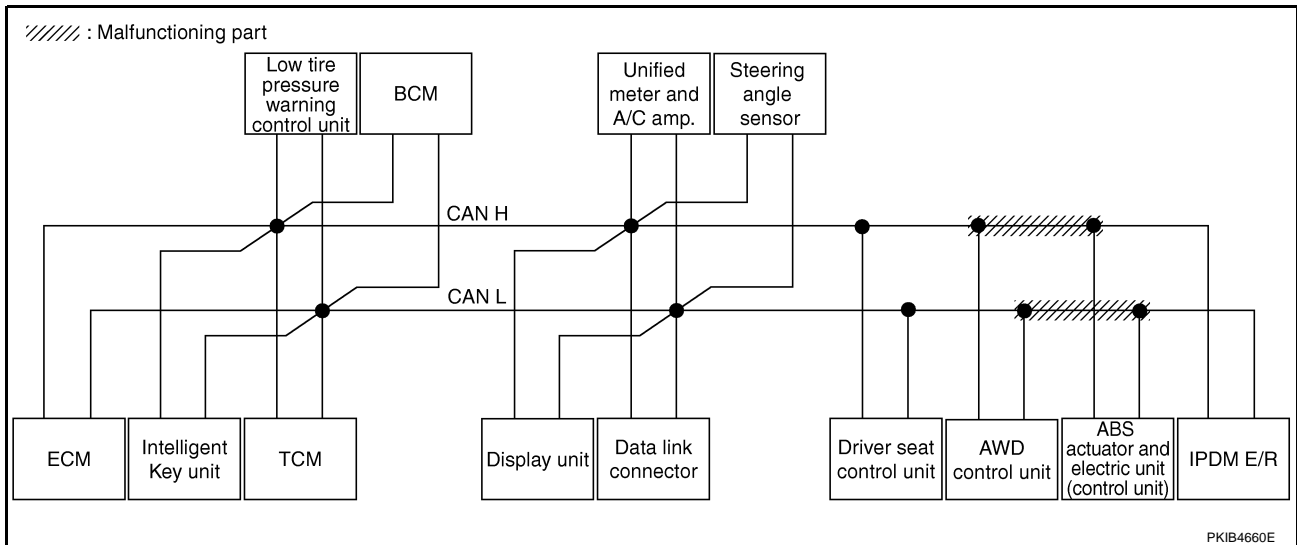 : Malfunctioning part
Low tire
pressure
warning
control unit
BCM
Unified
meter and
A/C amp.
Steering
angle
sensor
CAN H
CAN L
ECM
Intelligent
Key unit
TCM
Display unit
Data link
connector
Driver seat
control unit
AWD
control unit
ABS
actuator and
electric unit
(control unit)
IPDM E/R
PKIB4660E